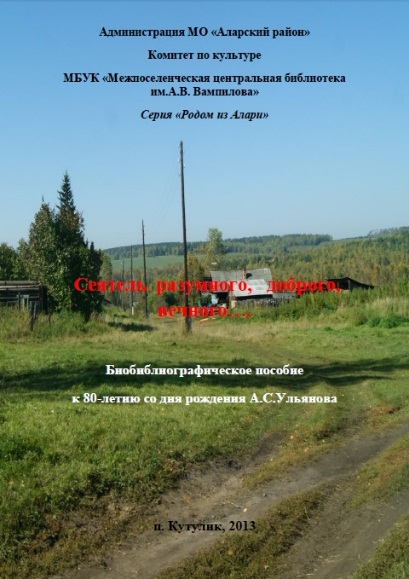 Администрация МО «Аларский район»
Комитет по культуре
МБУК «Межпоселенческая центральная библиотека
им.А.В. Вампилова»
Серия «Родом из Алари»
Сеятель разумного, доброго,
вечного…
Биобиблиографическое пособие
к 80-летию со дня рождения А.С.Ульянова
п. Кутулик, 2013